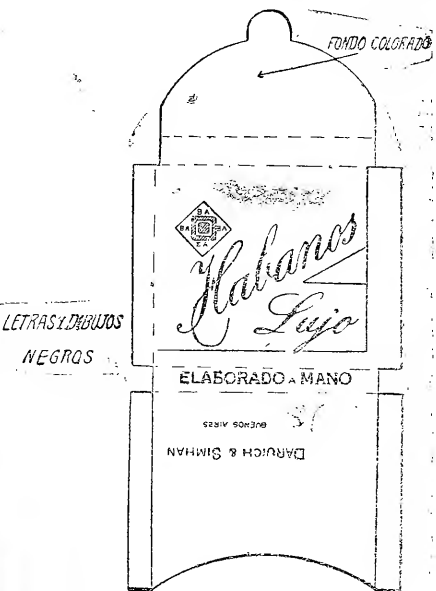 FONDO COLORADO
BA
BA BA
BA
Habanos
Lujo
LETRAS Y DIBUJOS
NEGROS
ELABORADO A MANO
BUENOS AIRES
DARUICH & SIMHAN